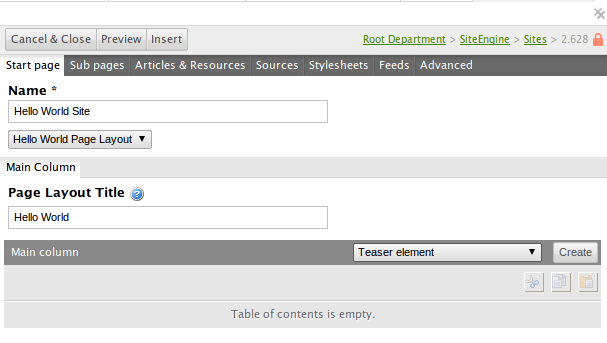 Cancel & Close Preview Insert Root Department > SiteEngine > Sites > 2.628
Start page Sub pages Articles & Resources Sources Stylesheets Feeds Advanced
Name *
Hello World Site
Hello World Page Layout
Main Column
Page Layout Title ?
Hello World
Main column Teaser element Create
Table of contents is empty.